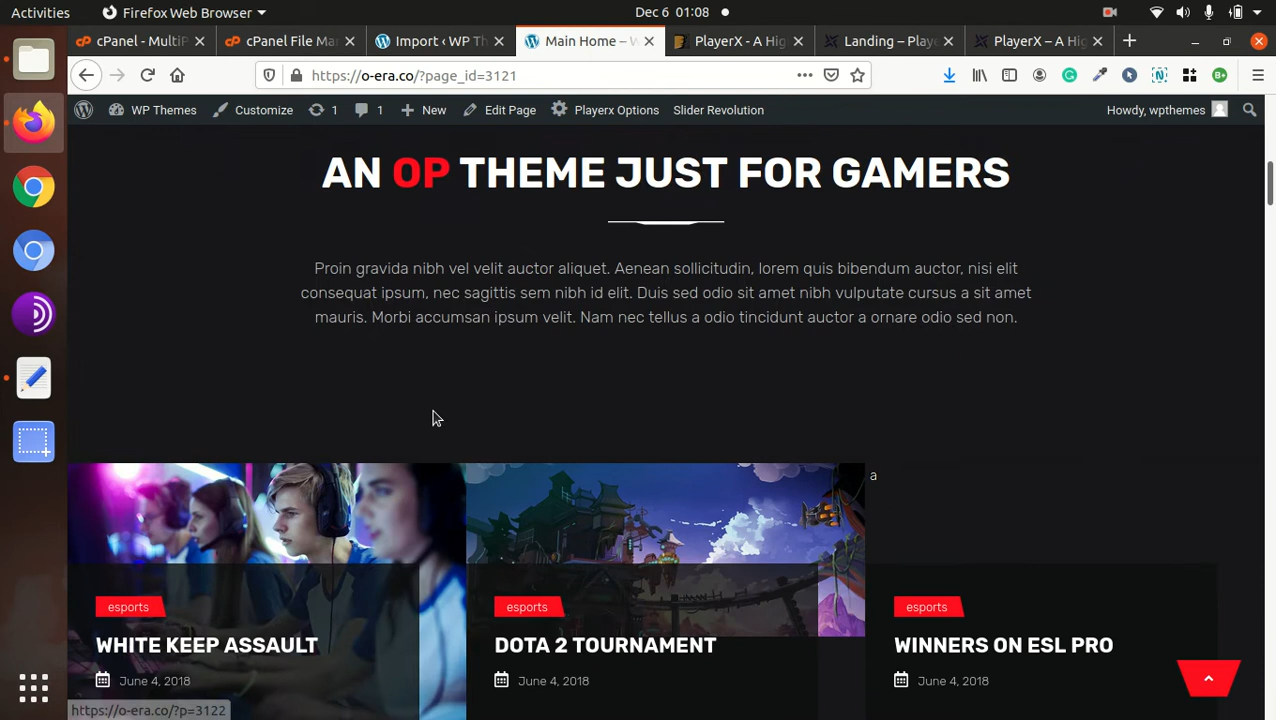 Activities Firefox Web Browser Dec 6 01:08
cPanel - MultiP cPanel File Ma Import ‹ WP Th Main Home – W PlayerX - A Hig Landing – Playe PlayerX – A Hig
https://o-era.co/?page_id=3121
WP Themes Customize 1 1 New Edit Page Playerx Options Slider Revolution Howdy, wpthemes
AN OP THEME JUST FOR GAMERS
Proin gravida nibh vel velit auctor aliquet. Aenean sollicitudin, lorem quis bibendum auctor, nisi elit
consequat ipsum, nec sagittis sem nibh id elit. Duis sed odio sit amet nibh vulputate cursus a sit amet
mauris. Morbi accumsan ipsum velit. Nam nec tellus a odio tincidunt auctor a ornare odio sed non.
a
esports esports esports
WHITE KEEP ASSAULT DOTA 2 TOURNAMENT WINNERS ON ESL PRO
June 4, 2018 June 4, 2018 June 4, 2018
https://o-era.co/?p=3122